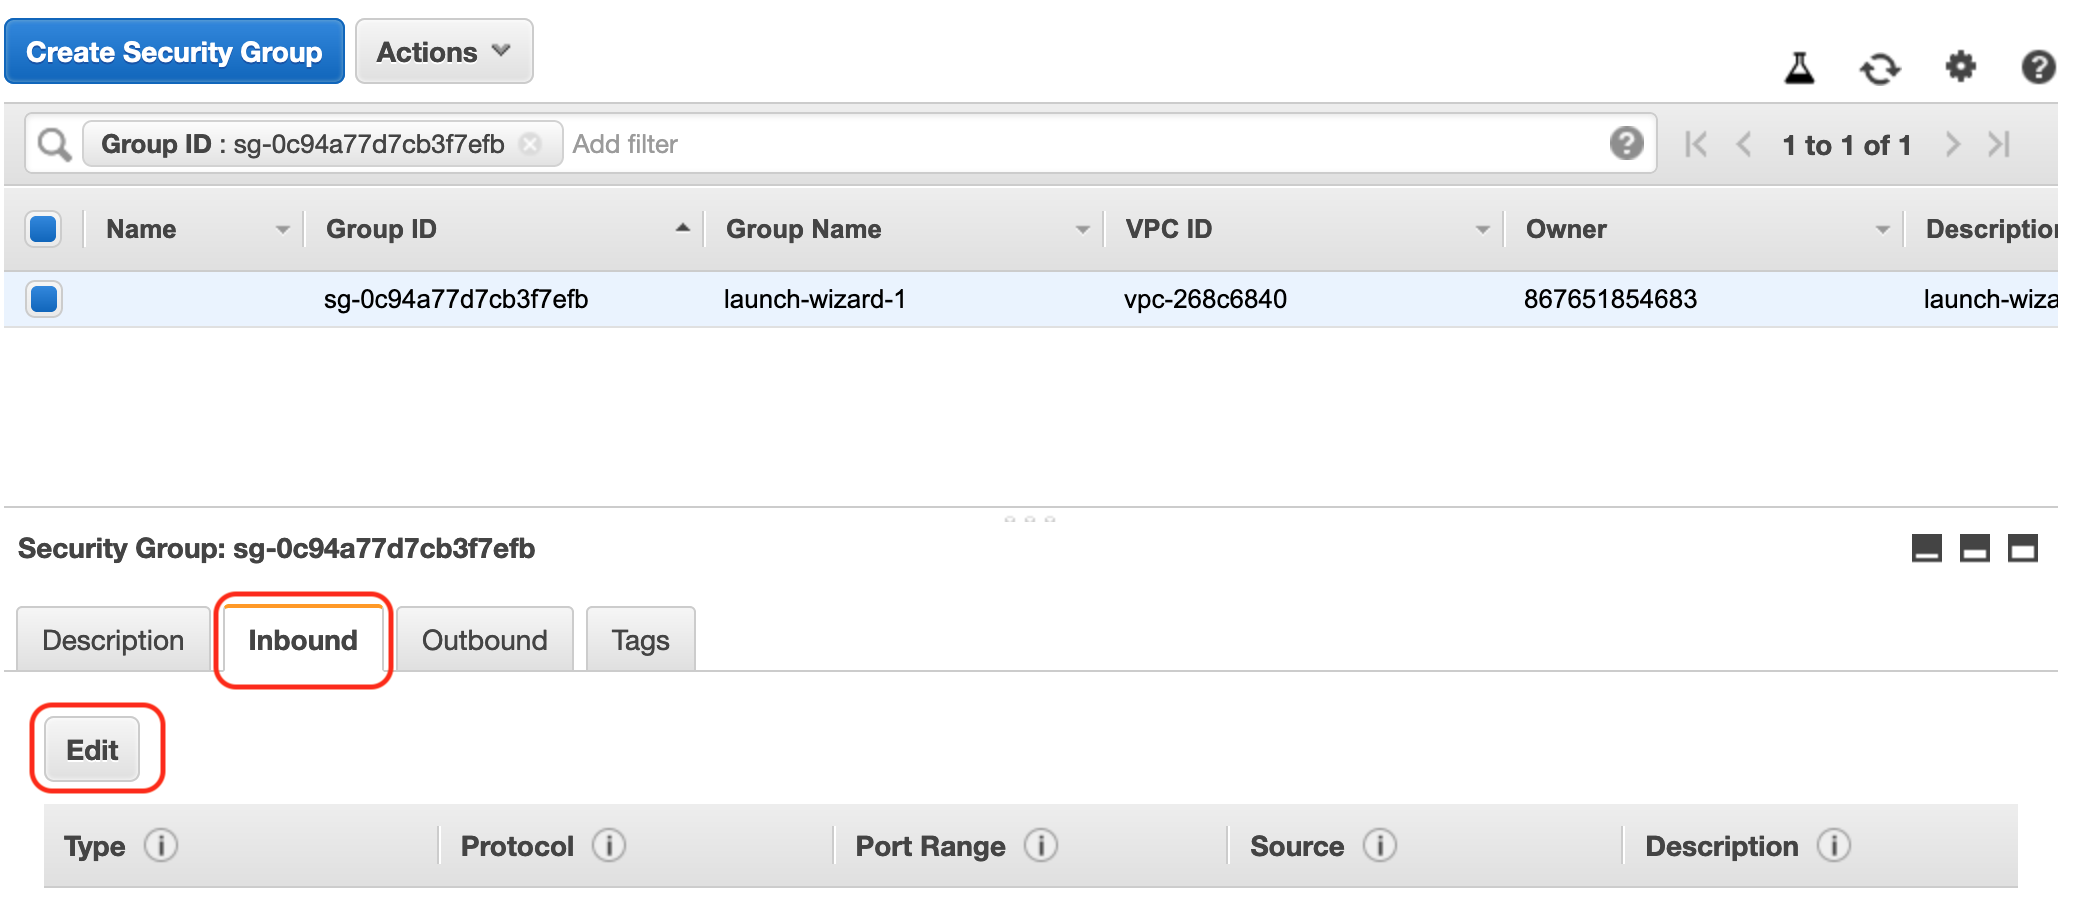 Create Security Group Actions
Group ID : sg-0c94a77d7cb3f7efb Add filter 1 to 1 of 1
Name Group ID Group Name VPC ID Owner Description
sg-0c94a77d7cb3f7efb launch-wizard-1 vpc-268c6840 867651854683 launch-wiza
Security Group: sg-0c94a77d7cb3f7efb
Description Inbound Outbound Tags
Edit
Type Protocol Port Range Source Description